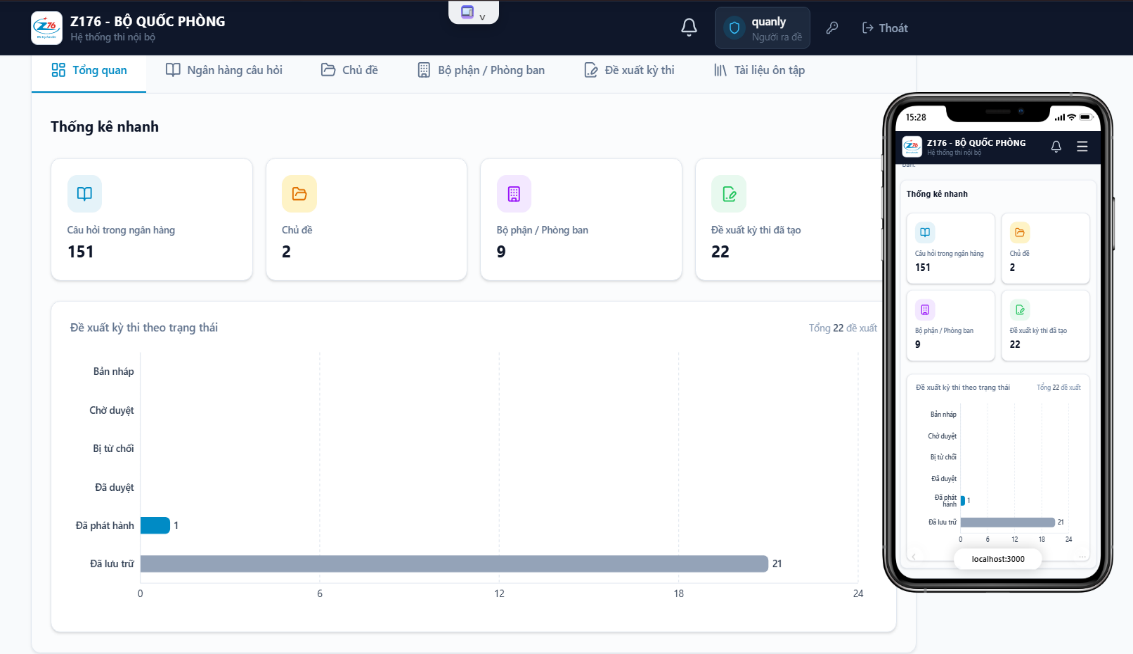 Z176 - BỘ QUỐC PHÒNG
Hệ thống thi nội bộ
v
quanly
Người ra đề
Thoát
Tổng quan
Ngân hàng câu hỏi
Chủ đề
Bộ phận / Phòng ban
Đề xuất kỳ thi
Tài liệu ôn tập
Thống kê nhanh
Câu hỏi trong ngân hàng
151
Chủ đề
2
Bộ phận / Phòng ban
9
Đề xuất kỳ thi đã tạo
22
Đề xuất kỳ thi theo trạng thái
Tổng 22 đề xuất
Bản nháp
Chờ duyệt
Bị từ chối
Đã duyệt
Đã phát hành 1
Đã lưu trữ 21
0 6 12 18 24
15:28
Z176 - BỘ QUỐC PHÒNG
Hệ thống thi nội bộ
Thống kê nhanh
Câu hỏi trong ngân hàng
151
Chủ đề
2
Bộ phận / Phòng ban
9
Đề xuất kỳ thi đã tạo
22
Đề xuất kỳ thi theo trạng thái
Tổng 22 đề xuất
Bản nháp
Chờ duyệt
Bị từ chối
Đã duyệt
Đã phát
hành 1
Đã lưu trữ 21
0 6 12 18 24
localhost:3000